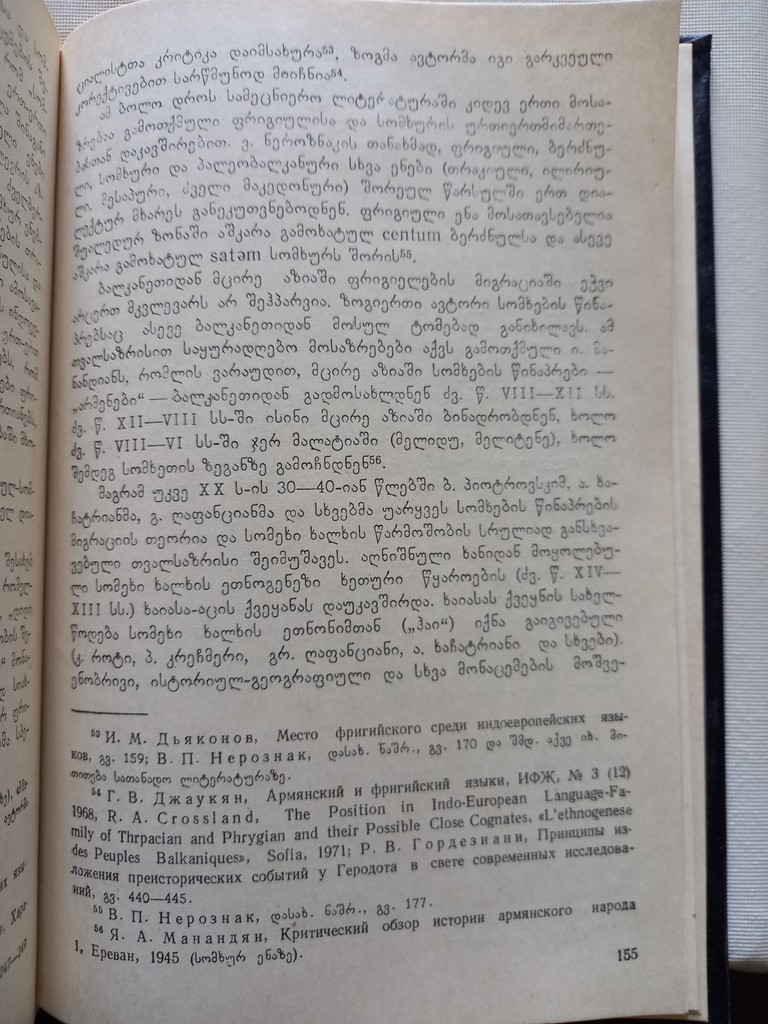 ციალისტთა კრიტიკა დაიმსახურა⁵³, ზოგმა ავტორმა იგი გარკვეული
კორექტივებით სარწმუნოდ მოიჩნია⁵⁴.
ამ ბოლო დროს სამეცნიერო ლიტერატურაში კიდევ ერთი მოსა-
ზრებაა გამოთქმული ფრიგიულისა და სომხურის ურთიერთმიმართე-
ბასთან დაკავშირებით. ვ. ნეროზნაკის თანახმად, ფრიგიული, ბერძნუ-
ლი, სომხური და პალეობალკანური სხვა ენები (თრაკიული, ილირიუ-
ლი, მესაპური, ძველი მაკედონური) შორეულ წარსულში ერთ დია-
ლექტურ მხარეს განეკუთვნებოდნენ. ფრიგიული ენა მოსათავსებელია
შუალედურ ზონაში აშკარა გამოხატულ centum ბერძნულსა და ასევე
აშკარა გამოხატულ satəm სომხურს შორის⁵⁵.
ბალკანეთიდან მცირე აზიაში ფრიგიელების მიგრაციაში ეჭვი
არცერთ მკვლევარს არ შეჰპარვია. ზოგიერთი ავტორი სომხების წინა-
პრებსაც ასევე ბალკანეთიდან მოსულ ტომებად განიხილავს. ამ
თვალსაზრისით საყურადღებო მოსაზრებები აქვს გამოთქმული ი. მა-
ნანდიანს, რომლის ვარაუდით, მცირე აზიაში სომხების წინაპრები —
„არმენები“ — ბალკანეთიდან გადმოსახლდნენ ძვ. წ. VIII—XII სს.
ძვ. წ. XII—VIII სს-ში ისინი მცირე აზიაში ბინადრობდნენ, ხოლო
ძვ. წ. VIII—VI სს-ში ჯერ მალატიაში (მელიდუ, მელიტენე), ხოლო
შემდეგ სომხეთის ზეგანზე გამოჩნდნენ⁵⁶.
მაგრამ უკვე XX ს-ის 30—40-იან წლებში ბ. პიოტროვსკიმ, ა. ხა-
ჩატრიანმა, გ. ღაფანციანმა და სხვებმა უარყვეს სომხების წინაპრების
მიგრაციის თეორია და სომეხი ხალხის წარმოშობის სრულიად განსხვა-
ვებული თვალსაზრისი შეიმუშავეს. აღნიშნული ხანიდან მოყოლებუ-
ლი სომეხი ხალხის ეთნოგენეზი ხეთური წყაროების (ძვ. წ. XIV—
XIII სს.) ხაიასა-აცის ქვეყანას დაუკავშირდა. ხაიასას ქვეყნის სახელ-
წოდება სომეხი ხალხის ეთნონიმთან („ჰაი“) იქნა გაიგივებული
(კ. როტი, პ. კრეჩმერი, გრ. ღაფანციანი, ა. ხაჩატრიანი და სხვები).
ენობრივი, ისტორიულ-გეოგრაფიული და სხვა მონაცემების მოშვე-
⁵³ И. М. Дьяконов, Место фригийского среди индоевропейских язы-
ков, გვ. 159; В. П. Нерознак, დასახ. ნაშრ., გვ. 170 და შმდ. აქვე იხ. მი-
თითება სათანადო ლიტერატურაზე.
⁵⁴ Г. В. Джаукян, Армянский и фригийский языки, ИФЖ, № 3 (12)
1968, R. A. Crossland, The Position in Indo-European Language-Fa-
mily of Thrpacian and Phrygian and their Possible Close Cognates, «L'ethnogenese
des Peuples Balkaniques», Sofia, 1971; Р. В. Гордезиани, Принципы из-
ложения преисторических событий у Геродота в свете современных исследова-
ний, გვ. 440—445.
⁵⁵ В. П. Нерознак, დასახ. ნაშრ., გვ. 177.
⁵⁶ Я. А. Манандян, Критический обзор истории армянского народа
1, Ереван, 1945 (სომხურ ენაზე).
155